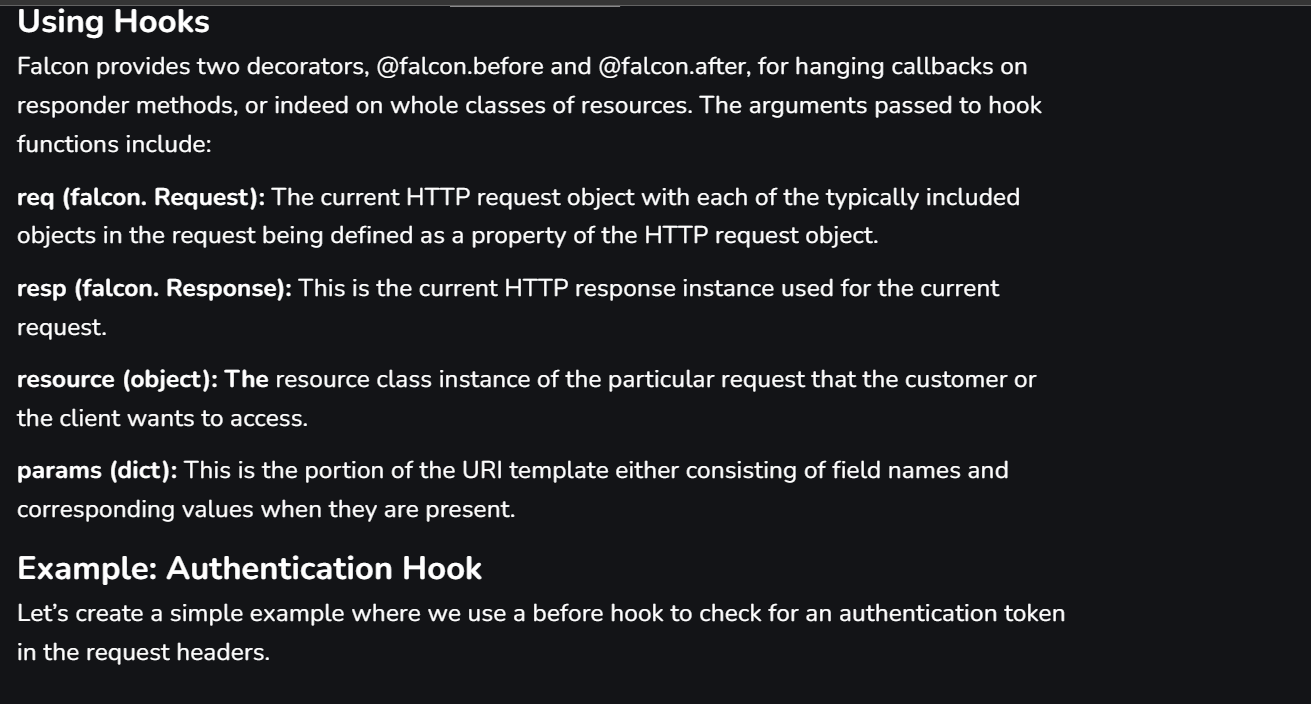 Using Hooks
Falcon provides two decorators, @falcon.before and @falcon.after, for hanging callbacks on
responder methods, or indeed on whole classes of resources. The arguments passed to hook
functions include:
req (falcon. Request): The current HTTP request object with each of the typically included
objects in the request being defined as a property of the HTTP request object.
resp (falcon. Response): This is the current HTTP response instance used for the current
request.
resource (object): The resource class instance of the particular request that the customer or
the client wants to access.
params (dict): This is the portion of the URI template either consisting of field names and
corresponding values when they are present.
Example: Authentication Hook
Let’s create a simple example where we use a before hook to check for an authentication token
in the request headers.